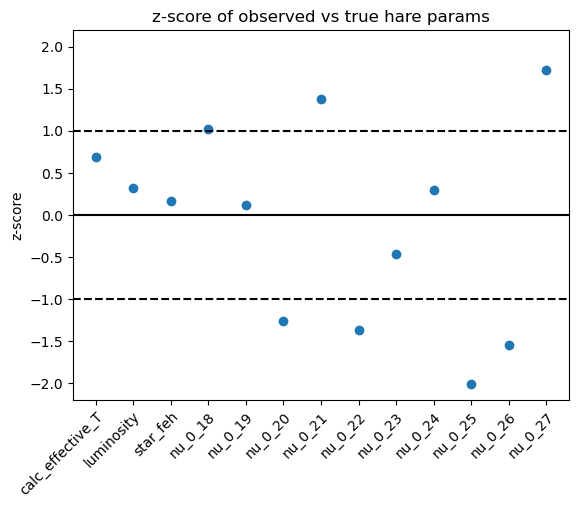 z-score of observed vs true hare params
2.0
1.5
1.0
0.5
0.0
−0.5
−1.0
−1.5
−2.0
z-score
calc_effective_T
luminosity
star_feh
nu_0_18
nu_0_19
nu_0_20
nu_0_21
nu_0_22
nu_0_23
nu_0_24
nu_0_25
nu_0_26
nu_0_27